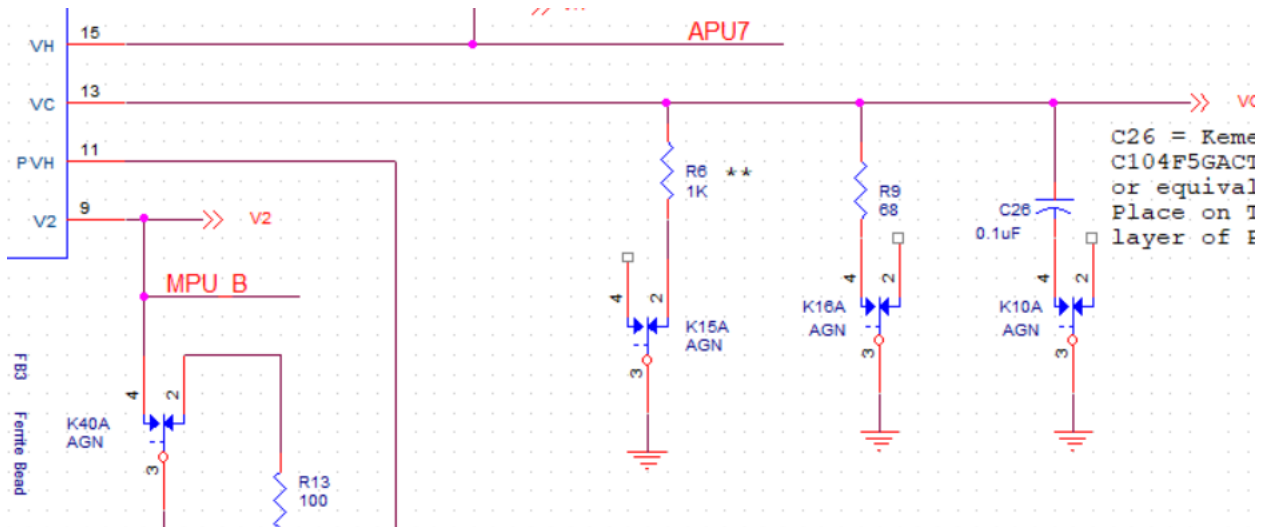 VH
15
APU7
VC
13
PVH
11
V2
9
V2
MPU_B
R6 **
1K
R9
68
C26
0.1uF
C26 =
C104F5GACT
or
Place on
layer of
4
2
K15A
AGN
3
4
2
K16A
AGN
3
4
2
K10A
AGN
3
FB3 Ferrite Bead
4
2
K40A
AGN
3
R13
100